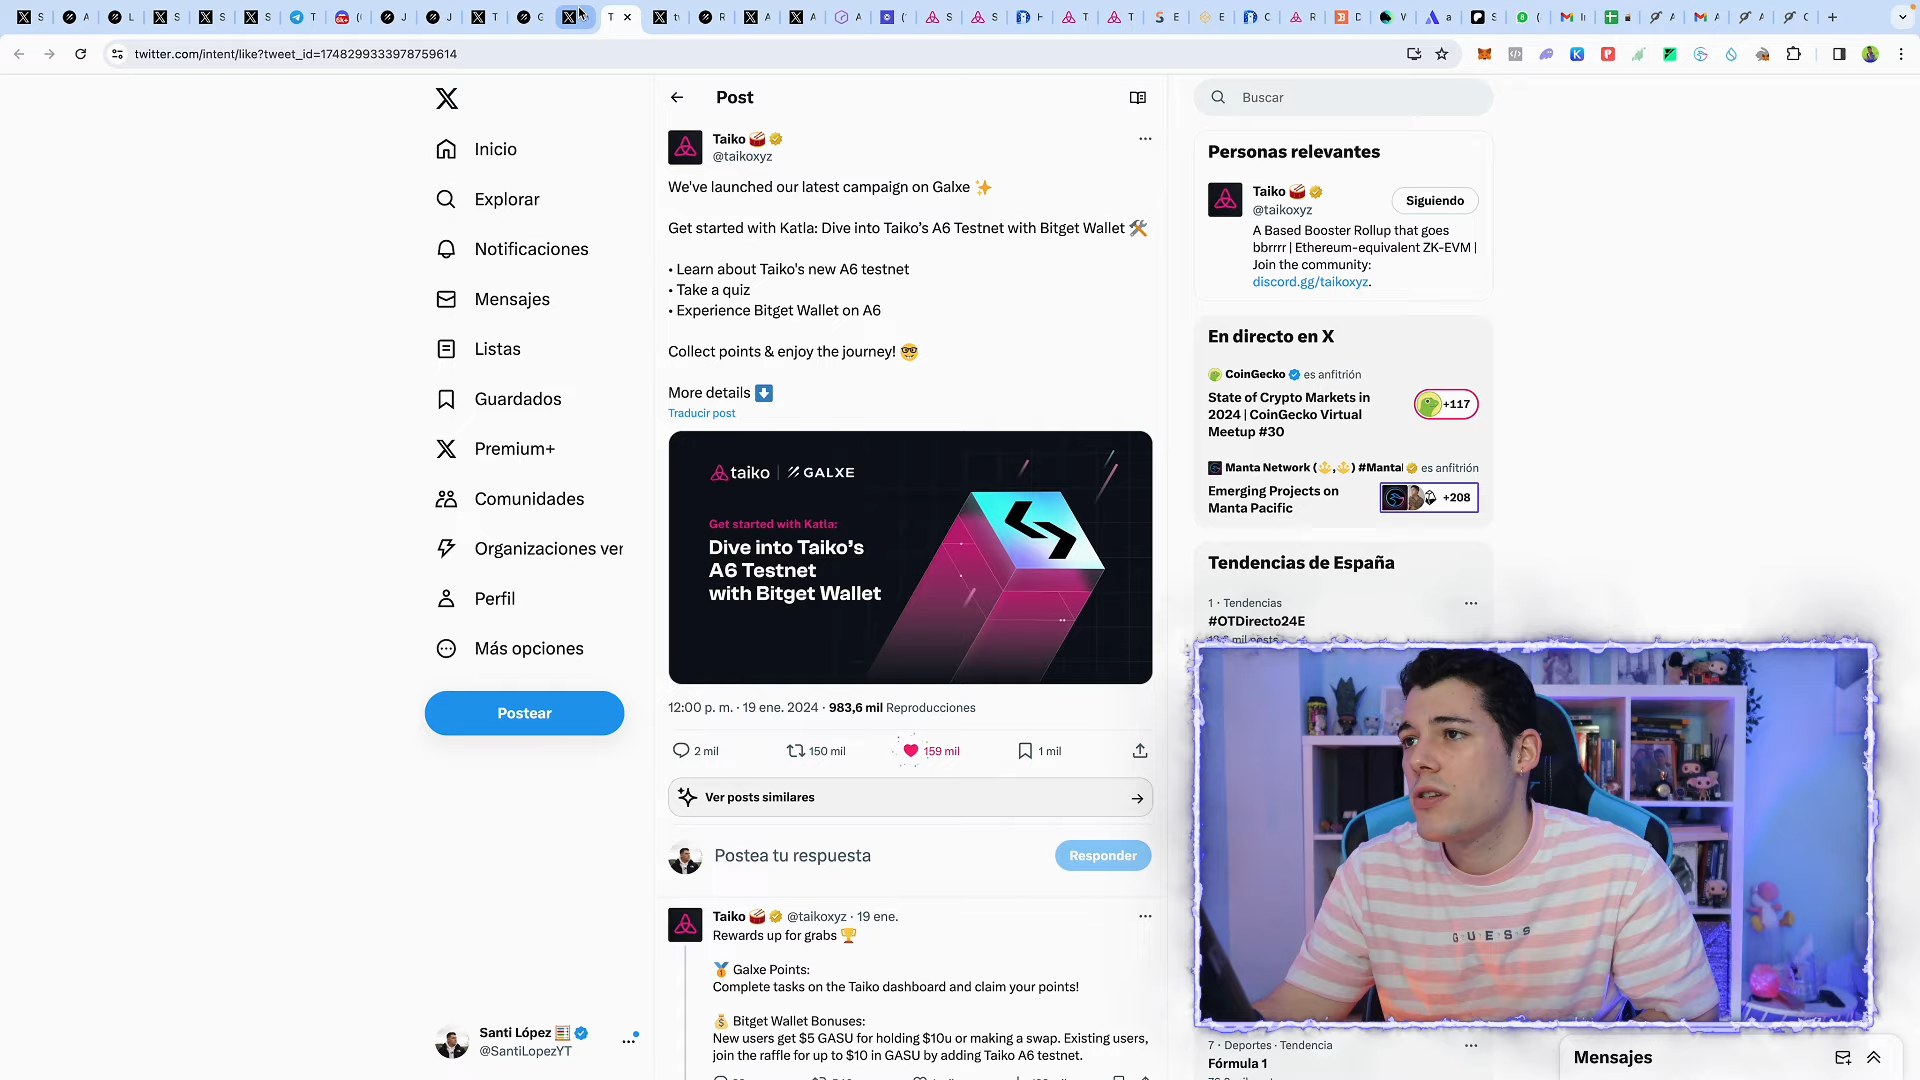 twitter.com/intent/like?tweet_id=1748299333978759614
Inicio
Explorar
Notificaciones
Mensajes
Listas
Guardados
Premium+
Comunidades
Organizaciones ver
Perfil
Más opciones
Postear
Santi López
@SantiLopezYT
Post
Taiko
@taikoxyz
We've launched our latest campaign on Galxe ✨
Get started with Katla: Dive into Taiko's A6 Testnet with Bitget Wallet 🛠
• Learn about Taiko's new A6 testnet
• Take a quiz
• Experience Bitget Wallet on A6
Collect points & enjoy the journey! 🤓
More details ⬇
Traducir post
taiko | GALXE
Get started with Katla:
Dive into Taiko's
A6 Testnet
with Bitget Wallet
12:00 p. m. · 19 ene. 2024 · 983,6 mil Reproducciones
2 mil 150 mil 159 mil 1 mil
Ver posts similares
Postea tu respuesta
Responder
Taiko @taikoxyz · 19 ene.
Rewards up for grabs 🏆
🥇 Galxe Points:
Complete tasks on the Taiko dashboard and claim your points!
💰 Bitget Wallet Bonuses:
New users get $5 GASU for holding $10u or making a swap. Existing users,
join the raffle for up to $10 in GASU by adding Taiko A6 testnet.
Buscar
Personas relevantes
Taiko
@taikoxyz
Siguiendo
A Based Booster Rollup that goes
bbrrrr | Ethereum-equivalent ZK-EVM |
Join the community:
discord.gg/taikoxyz.
En directo en X
CoinGecko es anfitrión
State of Crypto Markets in
2024 | CoinGecko Virtual
Meetup #30
+117
Manta Network (🔱,🔱) #Manta es anfitrión
Emerging Projects on
Manta Pacific
+208
Tendencias de España
1 · Tendencias
#OTDirecto24E
GUESS
7 · Deportes · Tendencia
Fórmula 1
Mensajes